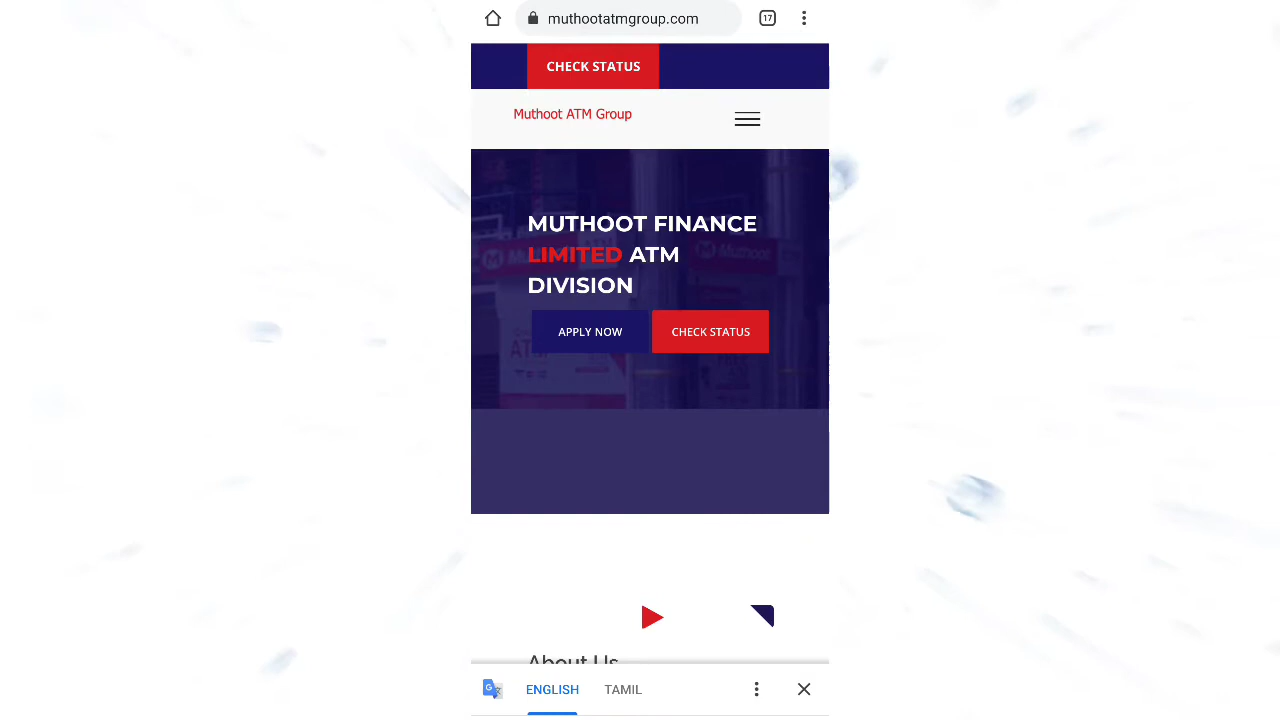 muthootatmgroup.com
17
CHECK STATUS
Muthoot ATM Group
MUTHOOT FINANCE
LIMITED ATM
DIVISION
Muthoot
APPLY NOW
CHECK STATUS
About Us
ENGLISH
TAMIL